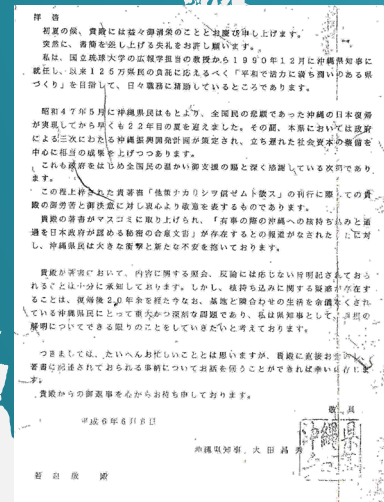 拝啓
初夏の候、貴殿には益々御清栄のこととお慶び申し上げます。
突然に、書簡を差し上げる失礼をお許し願います。
私は、国立琉球大学の広報学担当の教授から1990年12月に沖縄県知事に
就任し、以来125万県民の負託に応えるべく「平和で活力に満ち潤いのある県
づくり」を目指して、日々職務に精励しているところであります。
昭和47年5月に沖縄県民はもとより、全国民の悲願であった沖縄の日本復帰
が実現してから早くも22年目の夏を迎えました。その間、本県においては政府
による三次にわたる沖縄振興開発計画が策定され、立ち遅れた社会資本の整備を
中心に相当の成果を上げつつあります。
これも政府をはじめ全国民の温かい御支援の賜と深く感謝している次第であり
ます。
この程上梓された貴著書「他策ナカリシヲ信ゼムト欲ス」の刊行に際しての貴
殿の御労苦と御決意に対し衷心より敬意を表するものであります。
貴殿の著書がマスコミに取り上げられ、「有事の際の沖縄への核持ち込みと通
過を日本政府が認める秘密の合意文書」が存在するとの報道がなされたことに対
し、沖縄県民は大きな衝撃と新たな不安を抱いております。
貴殿が著書において、内容に関する照会、反論には応じない旨明記されておら
れることは十分に承知しております。しかし、核持ち込みに関する疑惑が存在す
ることは、復帰後20年余を経た今なお、基地と隣合わせの生活を余儀なくされ
ている沖縄県民にとって重大かつ深刻な問題であり、私は県知事として、真相の
解明についてできる限りのことをしていきたいと考えております。
つきましては、たいへんお忙しいこととは思いますが、貴殿に直接お会いし、
著書に記述されておられる事柄についてお話を伺うことができれば幸いに存じま
す。
貴殿からの御返事を心からお待ち申しております。
敬具
平成6年6月6日
沖縄県知事 大田昌秀
若泉敬 殿